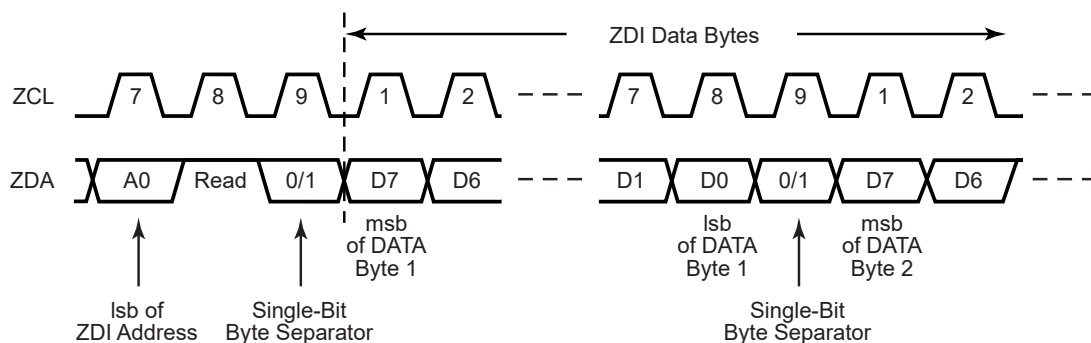 ZDI Data Bytes
ZCL 7 8 9 1 2 7 8 9 1 2
ZDA A0 Read 0/1 D7 D6 D1 D0 0/1 D7 D6
msb
of DATA
Byte 1
lsb
of DATA
Byte 1
msb
of DATA
Byte 2
lsb of
ZDI Address
Single-Bit
Byte Separator
Single-Bit
Byte Separator